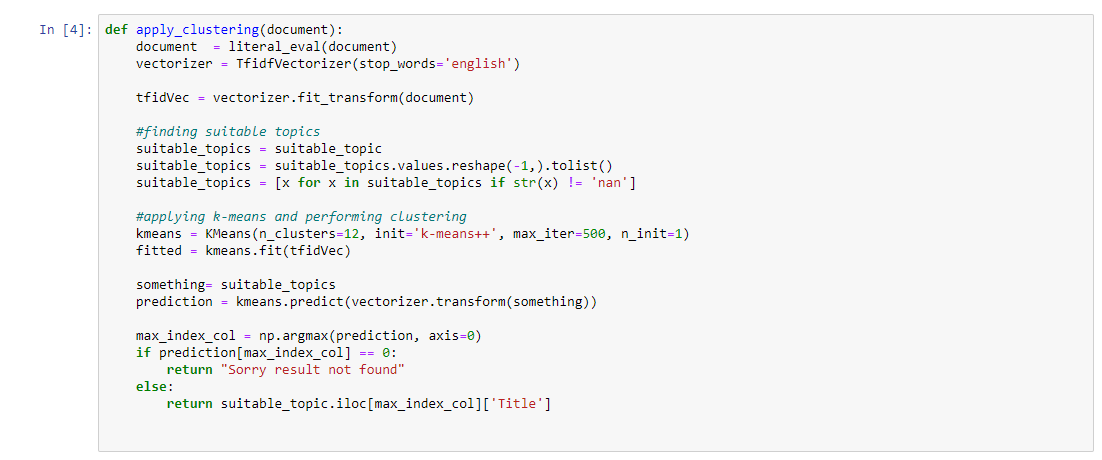 In [4]: def apply_clustering(document):
    document  = literal_eval(document)
    vectorizer = TfidfVectorizer(stop_words='english')

    tfidVec = vectorizer.fit_transform(document)

    #finding suitable topics
    suitable_topics = suitable_topic
    suitable_topics = suitable_topics.values.reshape(-1,).tolist()
    suitable_topics = [x for x in suitable_topics if str(x) != 'nan']

    #applying k-means and performing clustering
    kmeans = KMeans(n_clusters=12, init='k-means++', max_iter=500, n_init=1)
    fitted = kmeans.fit(tfidVec)

    something= suitable_topics
    prediction = kmeans.predict(vectorizer.transform(something))

    max_index_col = np.argmax(prediction, axis=0)
    if prediction[max_index_col] == 0:
        return "Sorry result not found"
    else:
        return suitable_topic.iloc[max_index_col]['Title']